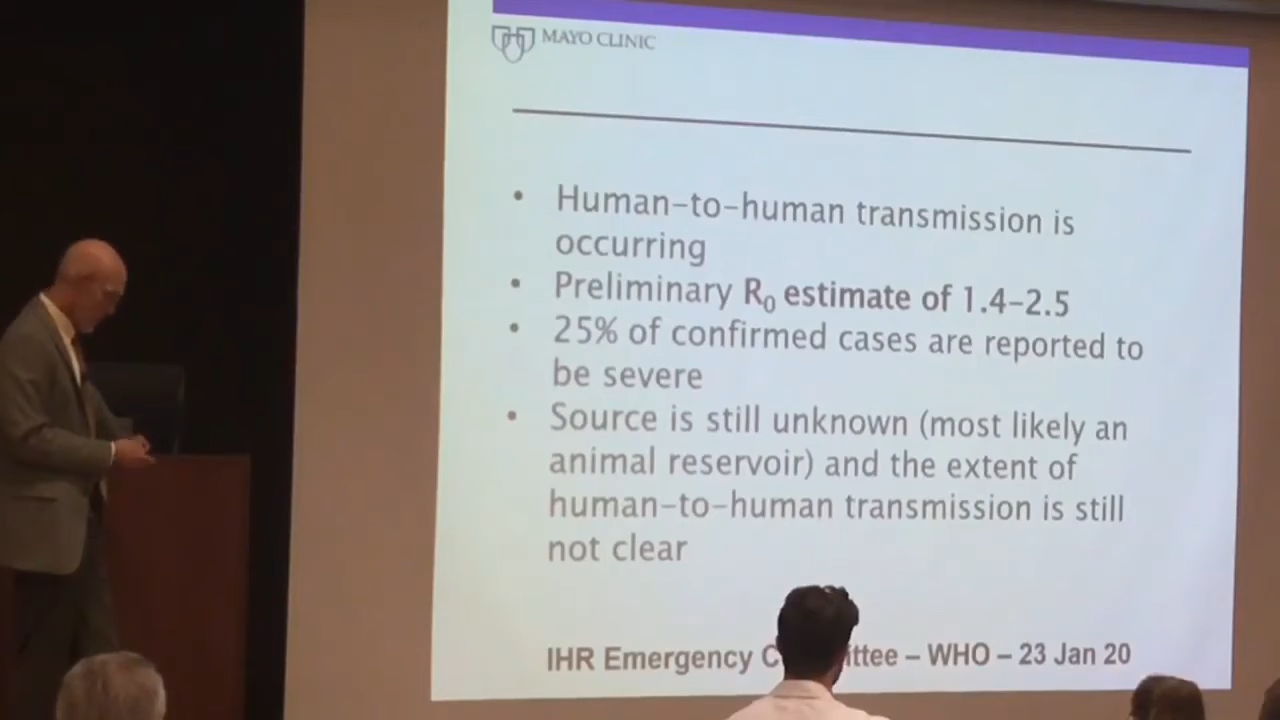 MAYO CLINIC
• Human-to-human transmission is
occurring
• Preliminary R₀ estimate of 1.4-2.5
• 25% of confirmed cases are reported to
be severe
• Source is still unknown (most likely an
animal reservoir) and the extent of
human-to-human transmission is still
not clear
IHR Emergency – WHO – 23 Jan 20